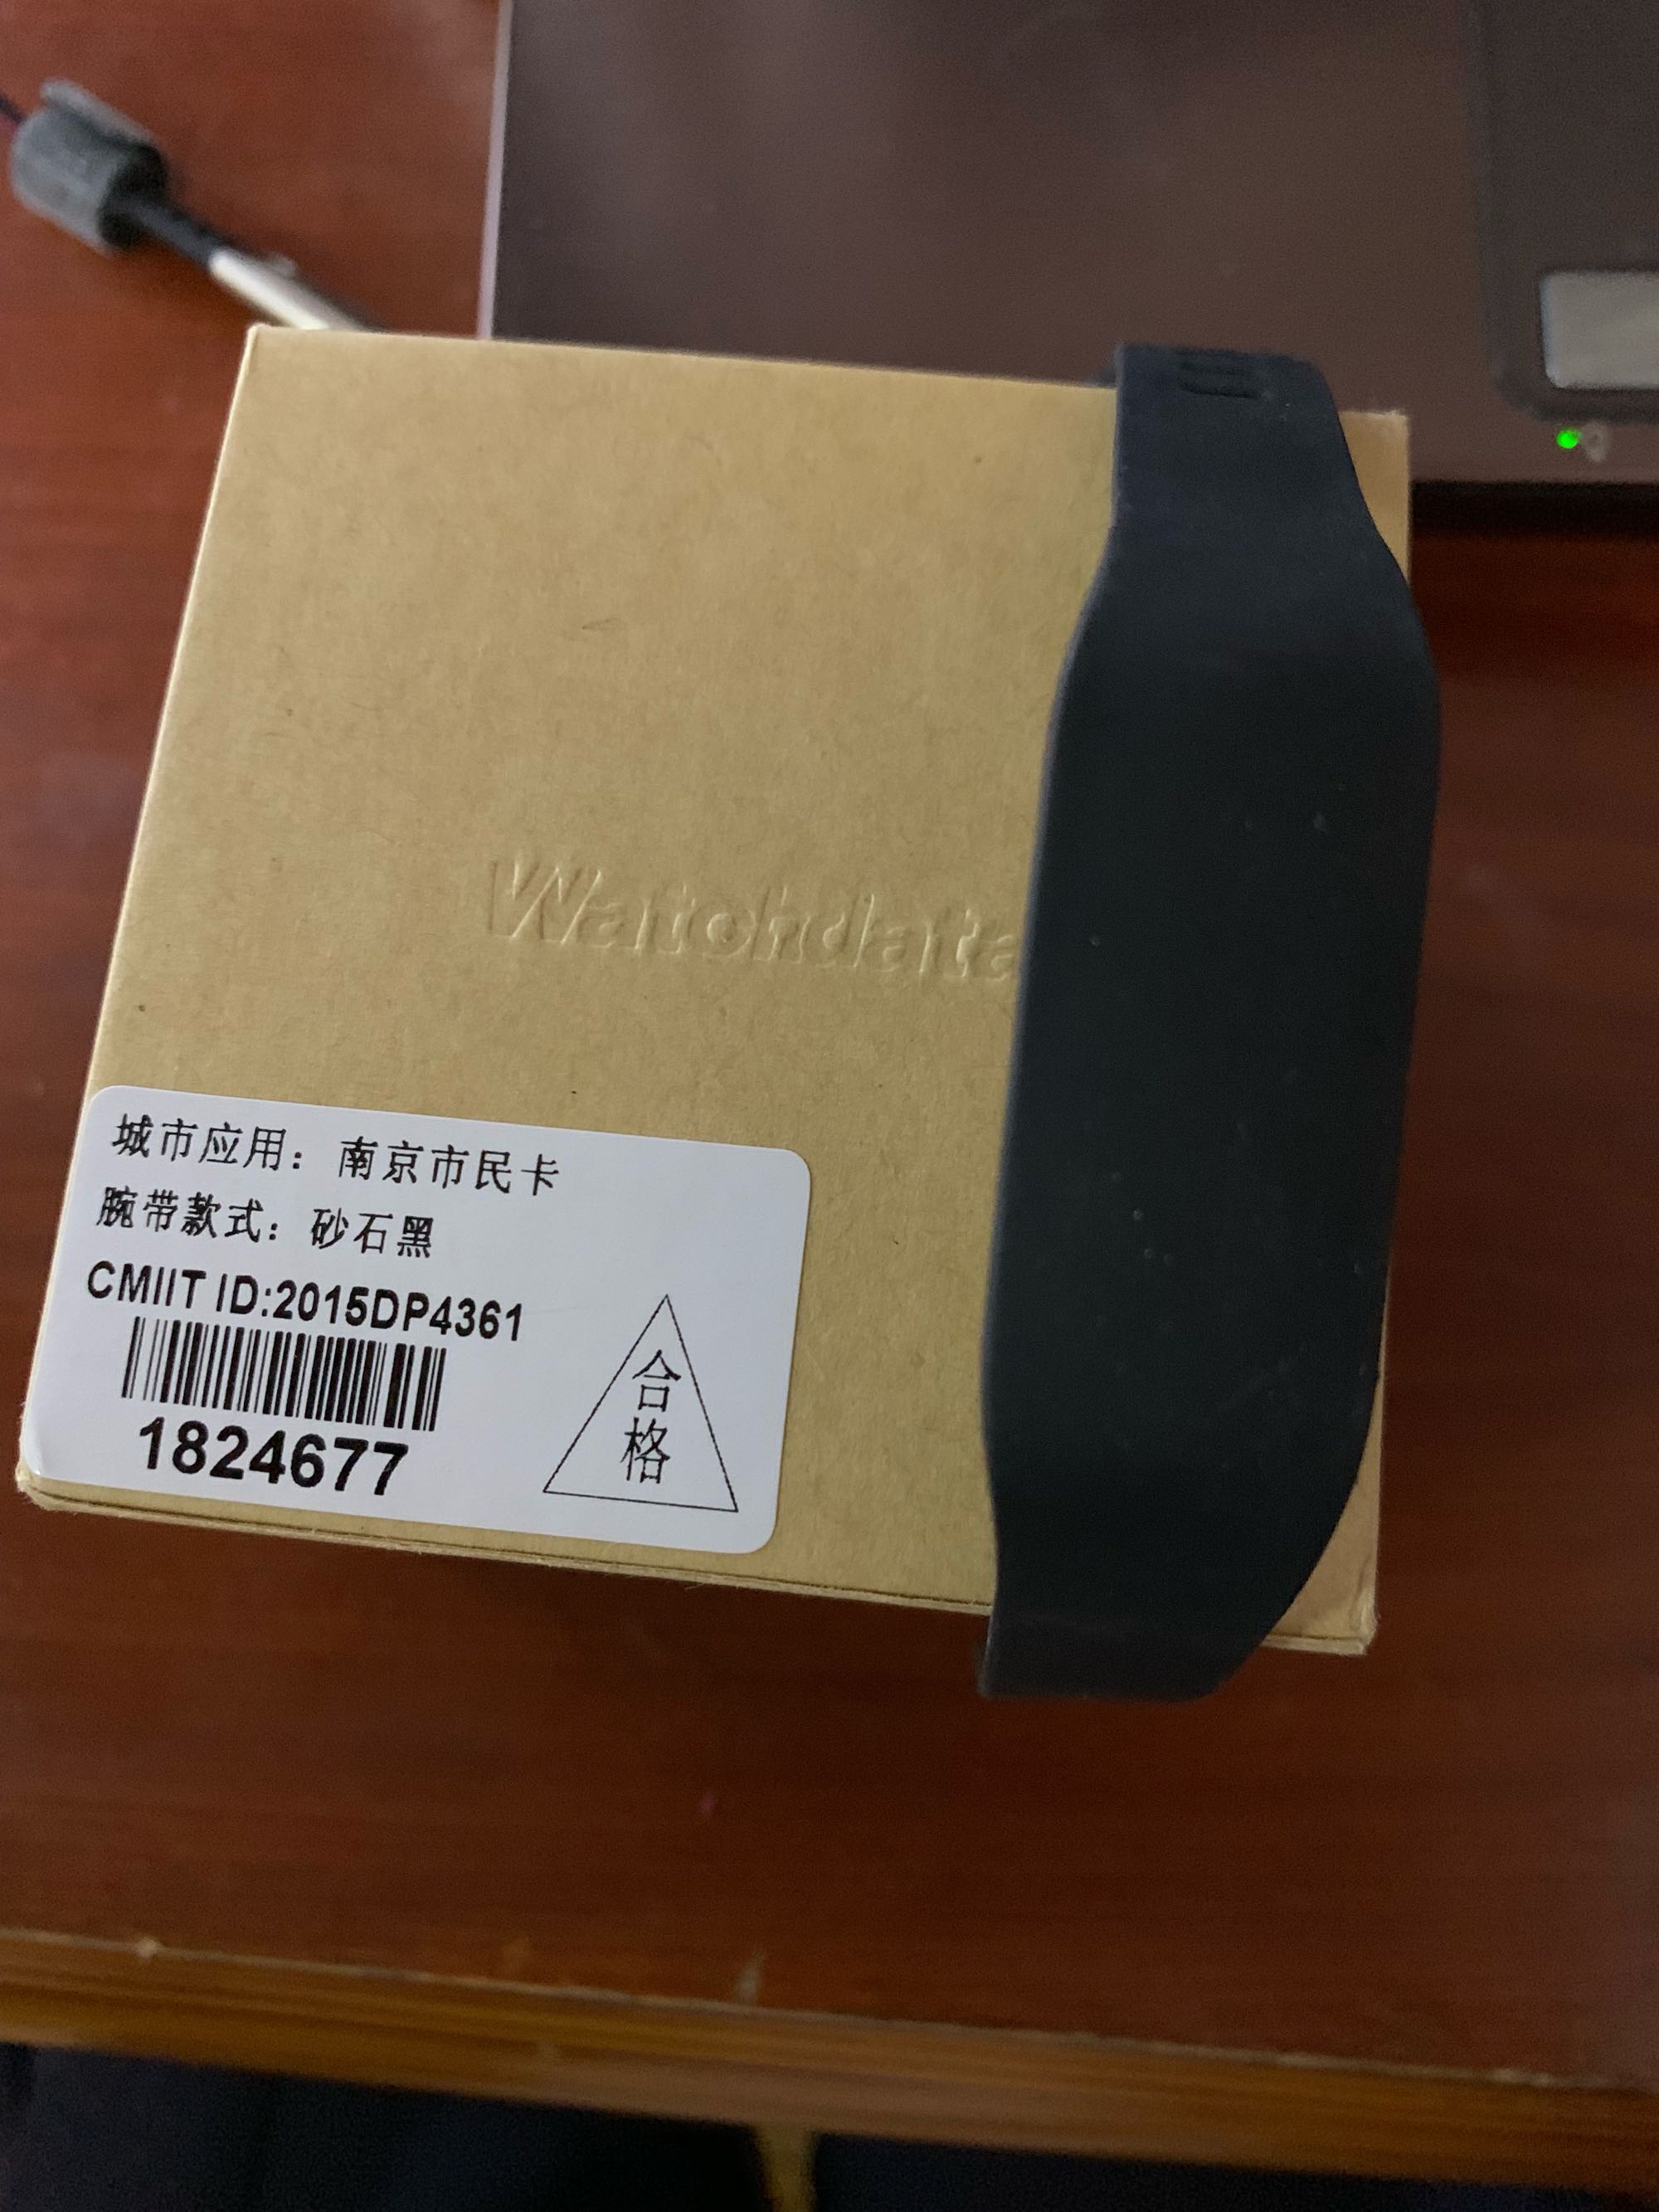 Watchdata
城市应用：南京市民卡
腕带款式：砂石黑
CMIIT ID:2015DP4361
1824677
合
格